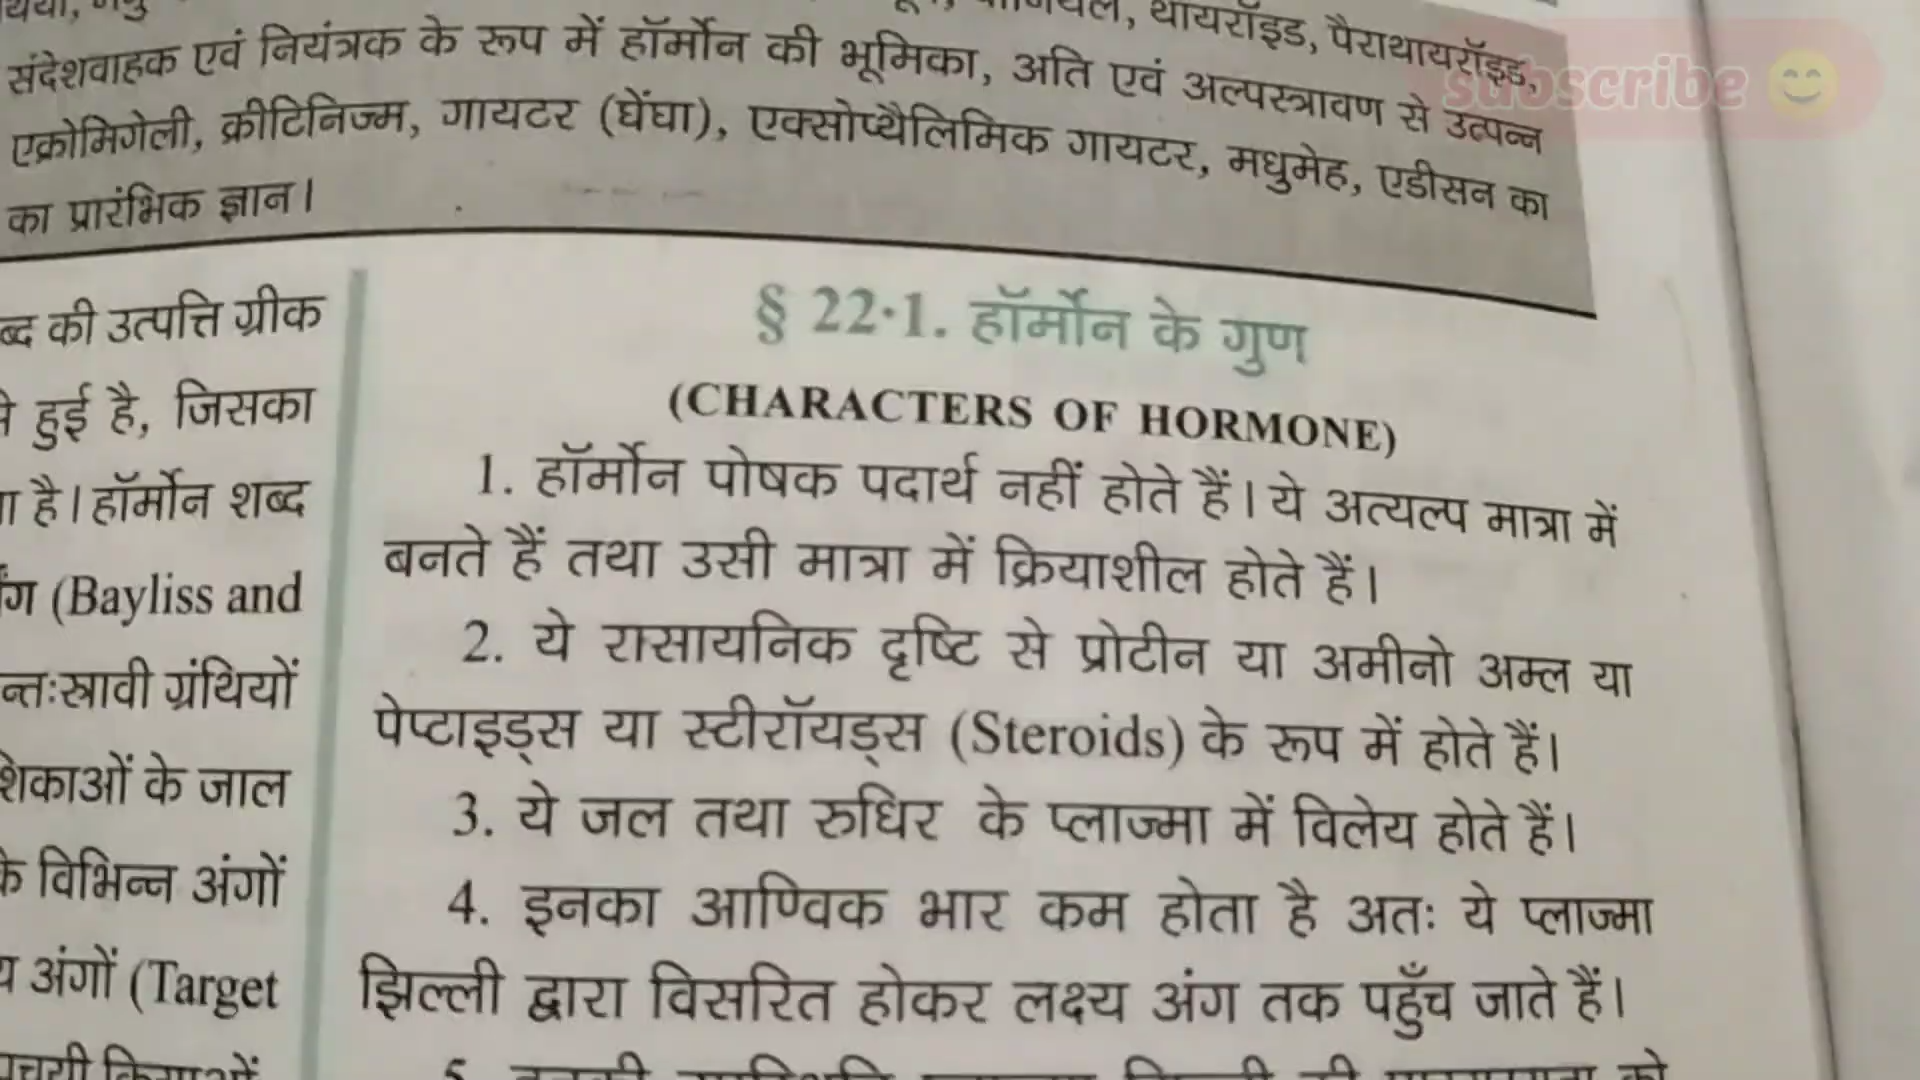 थायरॉइड, पैराथायरॉइड,
संदेशवाहक एवं नियंत्रक के रूप में हॉर्मोन की भूमिका, अति एवं अल्पस्त्रावण से उत्पन्न
एक्रोमिगेली, क्रीटिनिज्म, गायटर (घेंघा), एक्सोप्थैलिमिक गायटर, मधुमेह, एडीसन का
का प्रारंभिक ज्ञान।
subscribe 😊
की उत्पत्ति ग्रीक
हुई है, जिसका
है। हॉर्मोन शब्द
(Bayliss and
ग्रंथियों
के जाल
विभिन्न अंगों
अंगों (Target
§ 22·1. हॉर्मोन के गुण
(CHARACTERS OF HORMONE)
1. हॉर्मोन पोषक पदार्थ नहीं होते हैं। ये अत्यल्प मात्रा में
बनते हैं तथा उसी मात्रा में क्रियाशील होते हैं।
2. ये रासायनिक दृष्टि से प्रोटीन या अमीनो अम्ल या
पेप्टाइड्स या स्टीरॉयड्स (Steroids) के रूप में होते हैं।
3. ये जल तथा रुधिर के प्लाज्मा में विलेय होते हैं।
4. इनका आण्विक भार कम होता है अतः ये प्लाज्मा
झिल्ली द्वारा विसरित होकर लक्ष्य अंग तक पहुँच जाते हैं।